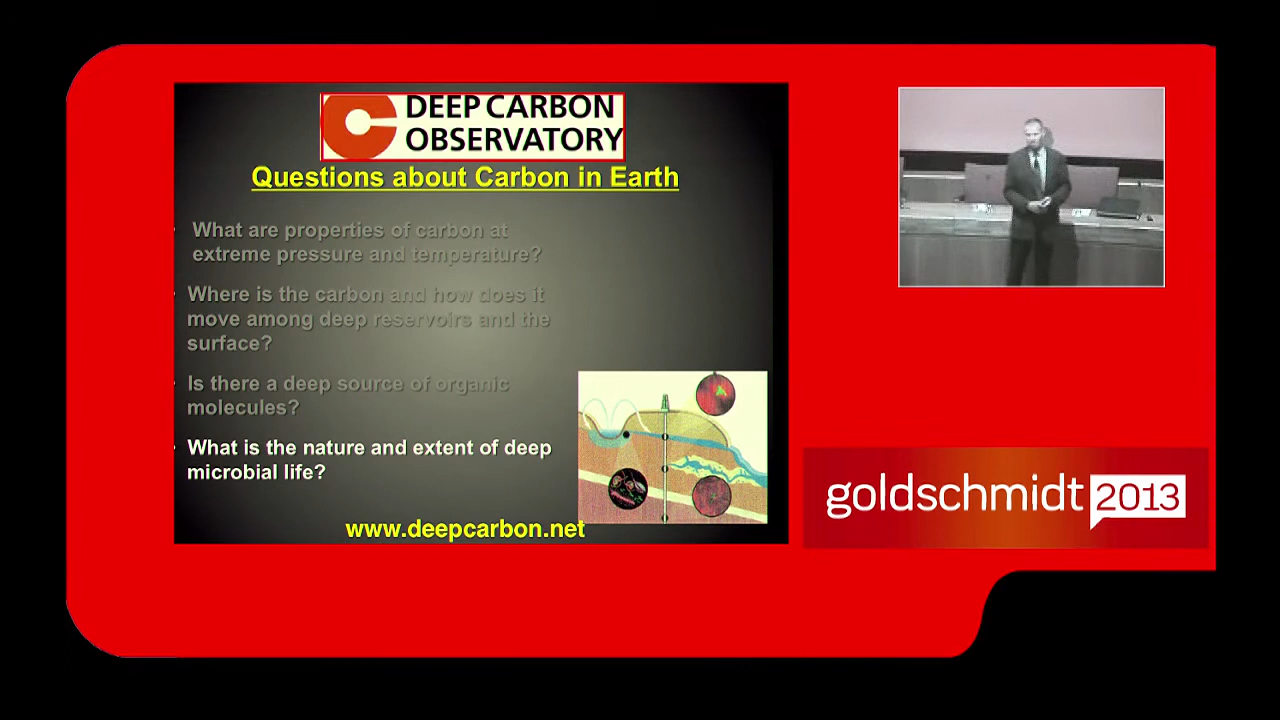 DEEP CARBON
OBSERVATORY
Questions about Carbon in Earth
• What are properties of carbon at
extreme pressure and temperature?
• Where is the carbon and how does it
move among deep reservoirs and the
surface?
• Is there a deep source of organic
molecules?
• What is the nature and extent of deep
microbial life?
www.deepcarbon.net
goldschmidt 2013